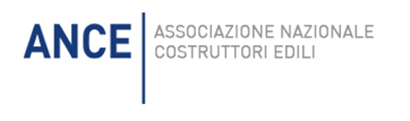 ANCE
ASSOCIAZIONE NAZIONALE
COSTRUTTORI EDILI